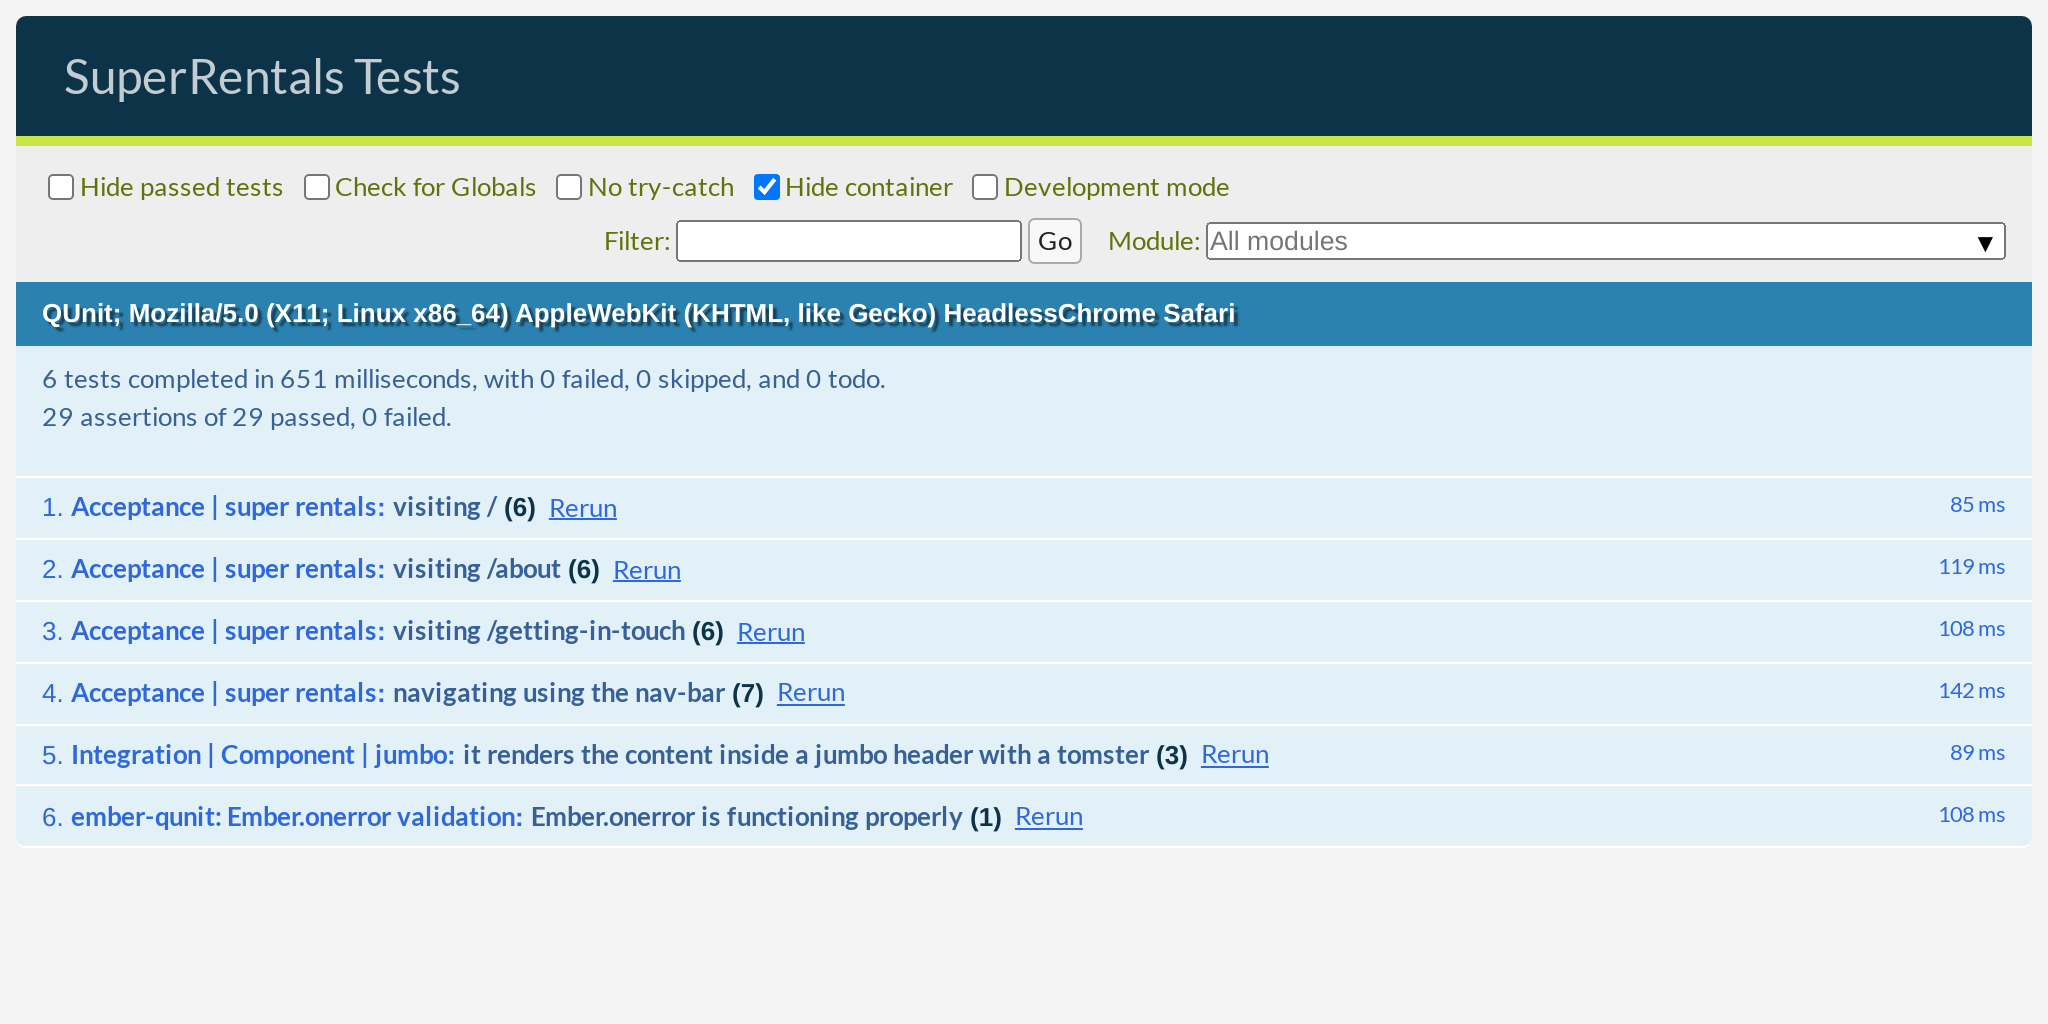 SuperRentals Tests
Hide passed tests Check for Globals No try-catch Hide container Development mode
Filter: Go Module: All modules ▼
QUnit; Mozilla/5.0 (X11; Linux x86_64) AppleWebKit (KHTML, like Gecko) HeadlessChrome Safari
6 tests completed in 651 milliseconds, with 0 failed, 0 skipped, and 0 todo.
29 assertions of 29 passed, 0 failed.
1. Acceptance | super rentals: visiting / (6) Rerun 85 ms
2. Acceptance | super rentals: visiting /about (6) Rerun 119 ms
3. Acceptance | super rentals: visiting /getting-in-touch (6) Rerun 108 ms
4. Acceptance | super rentals: navigating using the nav-bar (7) Rerun 142 ms
5. Integration | Component | jumbo: it renders the content inside a jumbo header with a tomster (3) Rerun 89 ms
6. ember-qunit: Ember.onerror validation: Ember.onerror is functioning properly (1) Rerun 108 ms